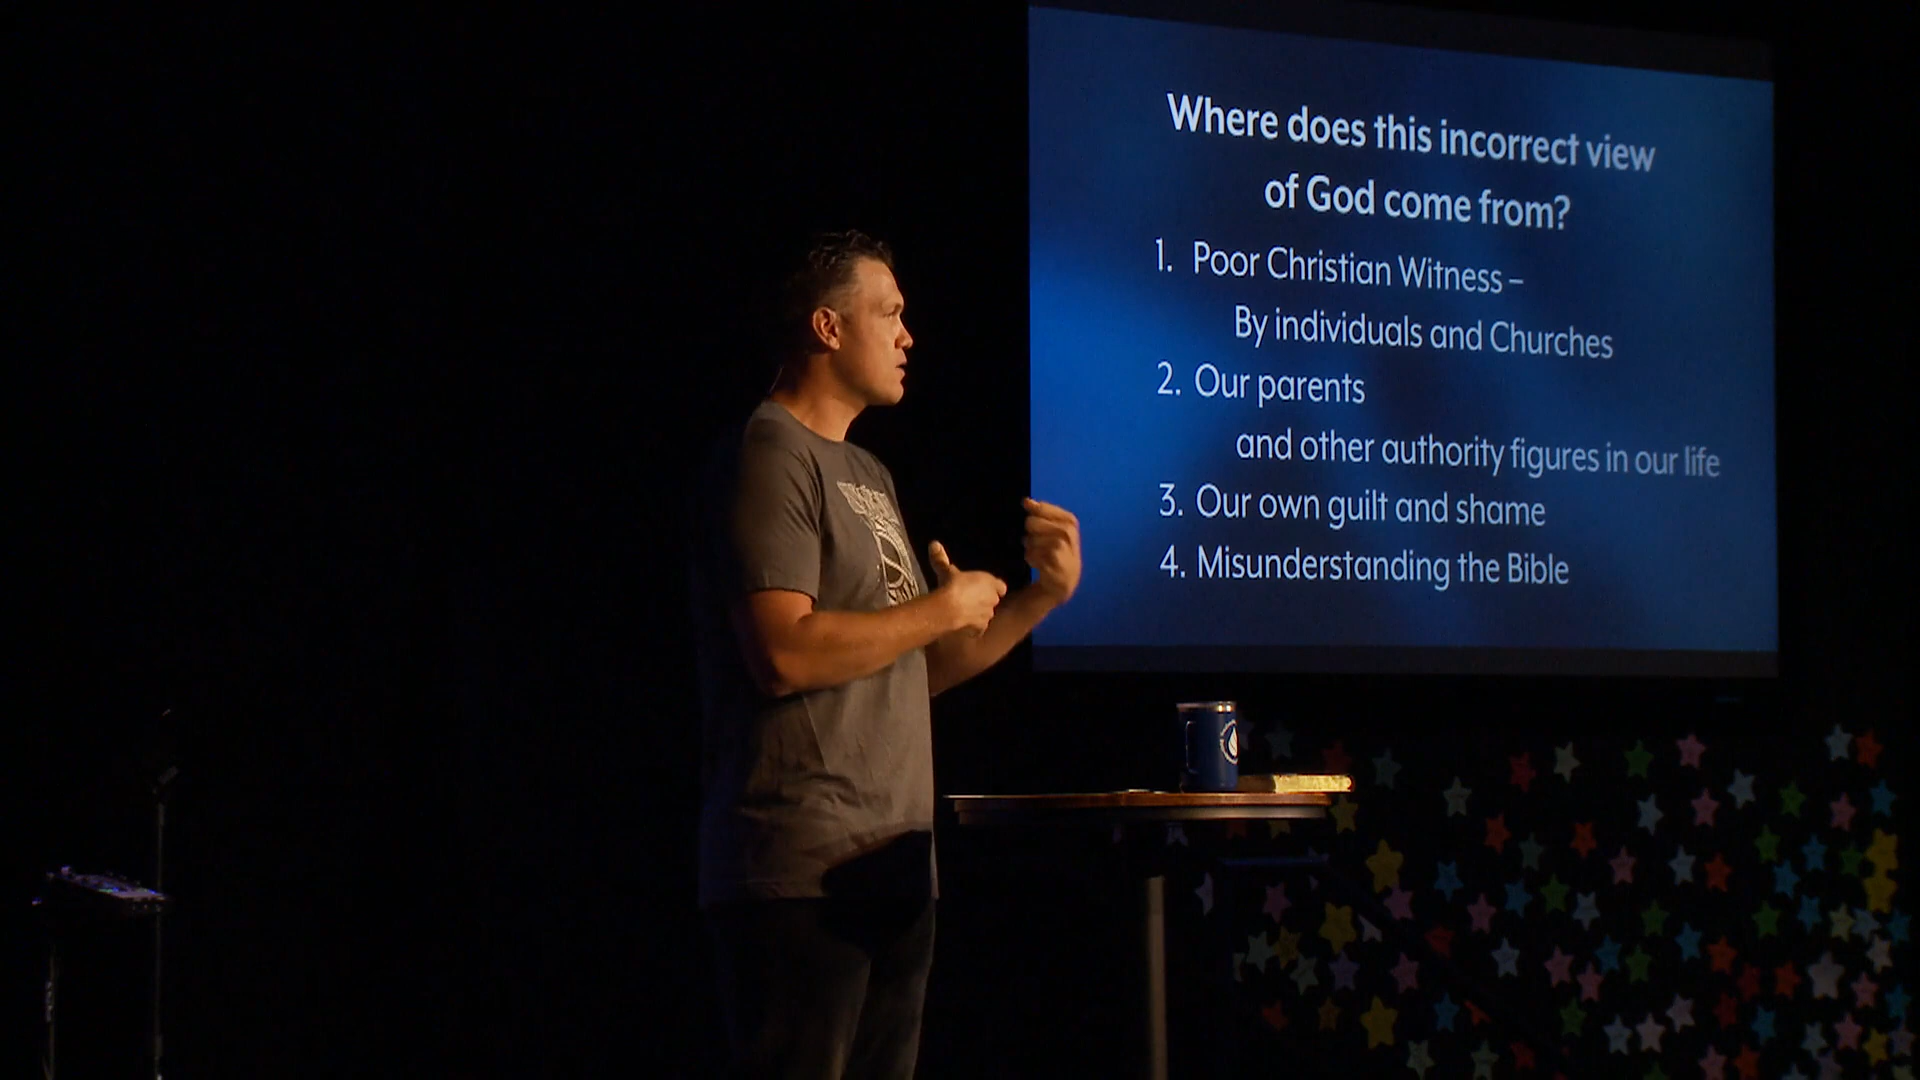 Where does this incorrect view
of God come from?
1. Poor Christian Witness –
By individuals and Churches
2. Our parents
and other authority figures in our life
3. Our own guilt and shame
4. Misunderstanding the Bible